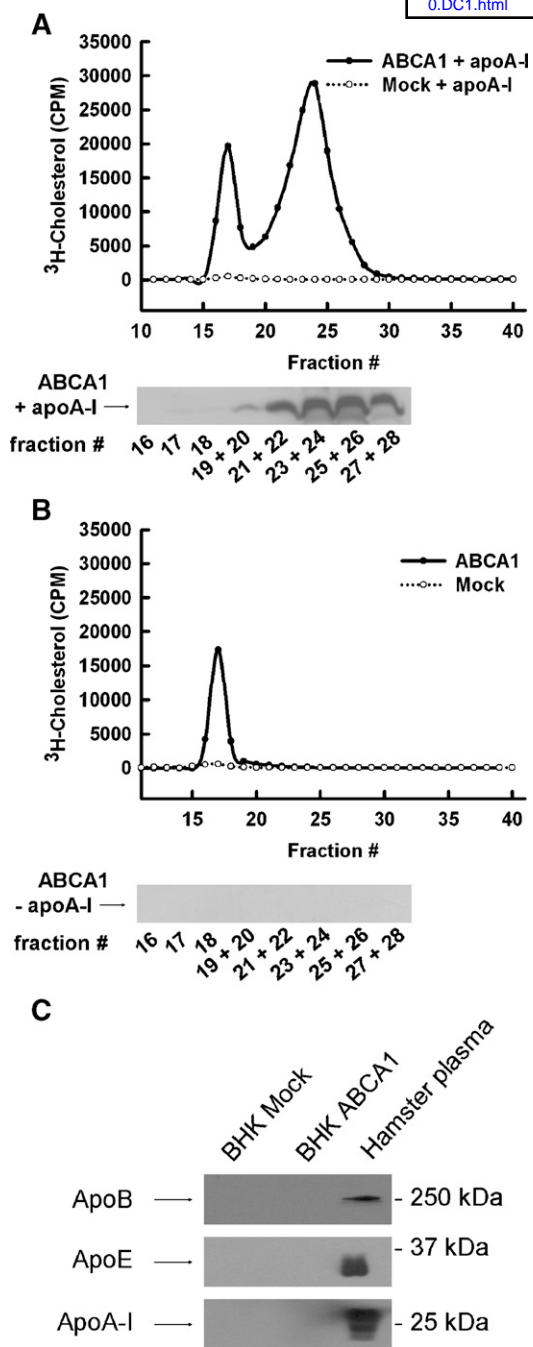 0.DC1.html
A
35000
30000
25000
20000
15000
10000
5000
0
³H-Cholesterol (CPM)
ABCA1 + apoA-I
Mock + apoA-I
10 15 20 25 30 35 40
Fraction #
ABCA1
+ apoA-I
fraction # 16 17 18 19 + 20 21 + 22 23 + 24 25 + 26 27 + 28
B
35000
30000
25000
20000
15000
10000
5000
0
³H-Cholesterol (CPM)
ABCA1
Mock
15 20 25 30 35 40
Fraction #
ABCA1
- apoA-I
fraction # 16 17 18 19 + 20 21 + 22 23 + 24 25 + 26 27 + 28
C
BHK Mock
BHK ABCA1
Hamster plasma
ApoB - 250 kDa
- 37 kDa
ApoE
ApoA-I - 25 kDa